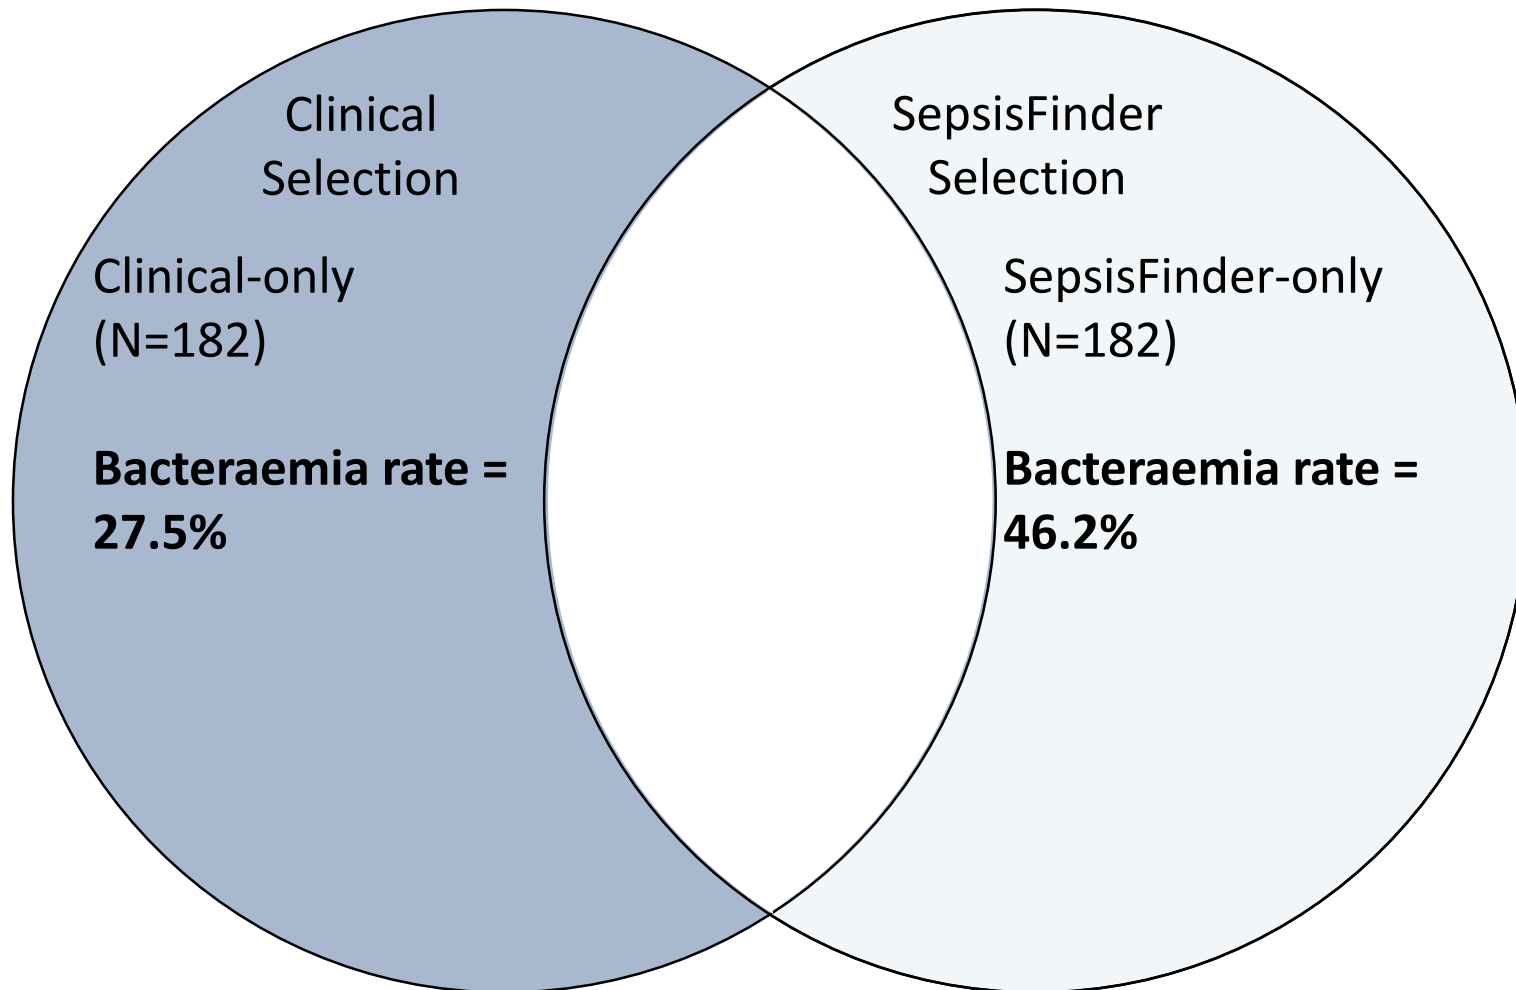 Clinical
Selection
Clinical-only
(N=182)
Bacteraemia rate =
27.5%
SepsisFinder
Selection
SepsisFinder-only
(N=182)
Bacteraemia rate =
46.2%